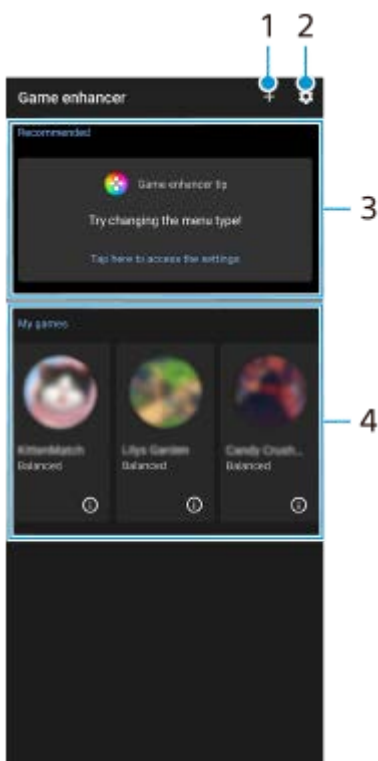 1 2
Game enhancer
Recommended
Game enhancer tip
Try changing the menu type!
Tap here to access the settings
3
My games
4
KittenMatch Lilys Garden Candy Crush...
Balanced Balanced Balanced